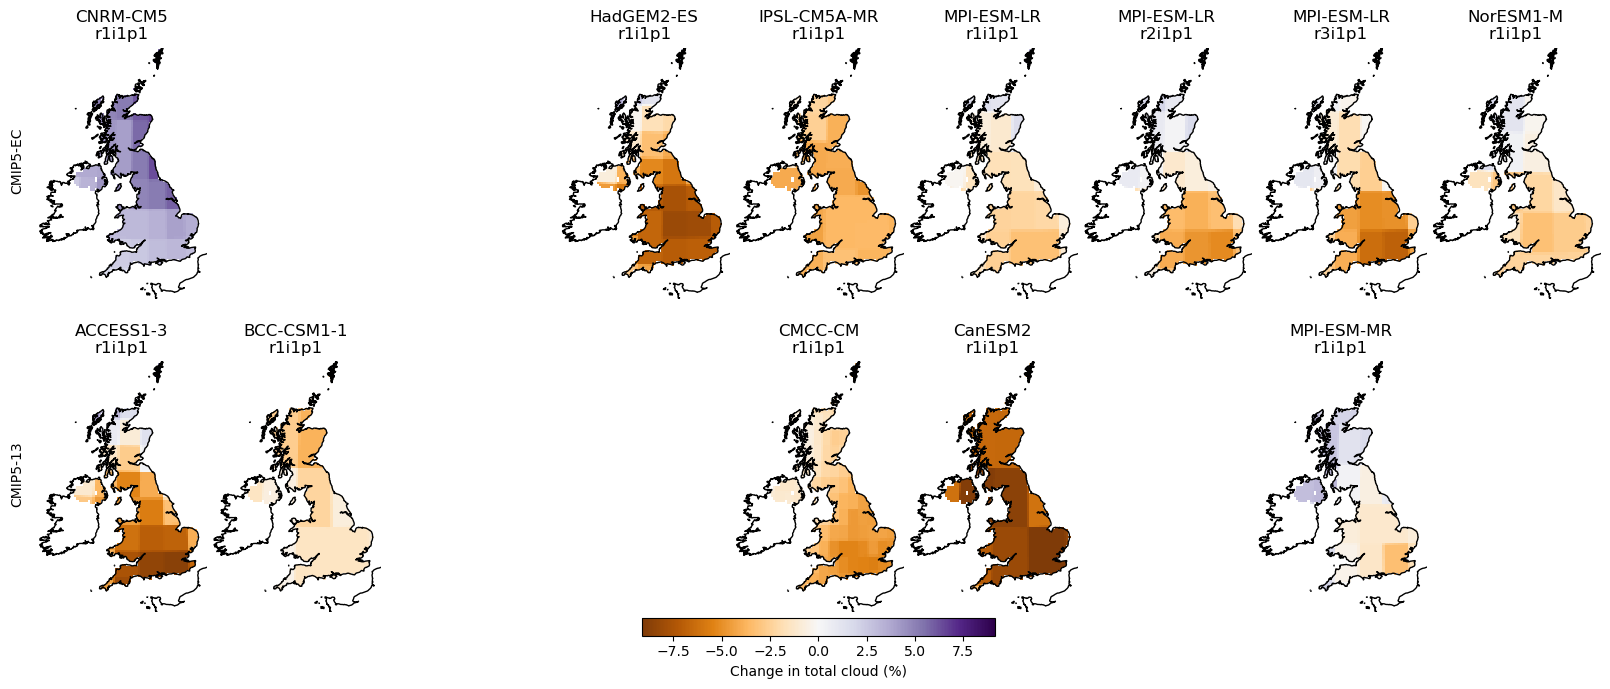 CNRM-CM5
r1i1p1
HadGEM2-ES
r1i1p1
IPSL-CM5A-MR
r1i1p1
MPI-ESM-LR
r1i1p1
MPI-ESM-LR
r2i1p1
MPI-ESM-LR
r3i1p1
NorESM1-M
r1i1p1
CMIP5-EC
ACCESS1-3
r1i1p1
BCC-CSM1-1
r1i1p1
CMCC-CM
r1i1p1
CanESM2
r1i1p1
MPI-ESM-MR
r1i1p1
CMIP5-13
−7.5 −5.0 −2.5 0.0 2.5 5.0 7.5
Change in total cloud (%)